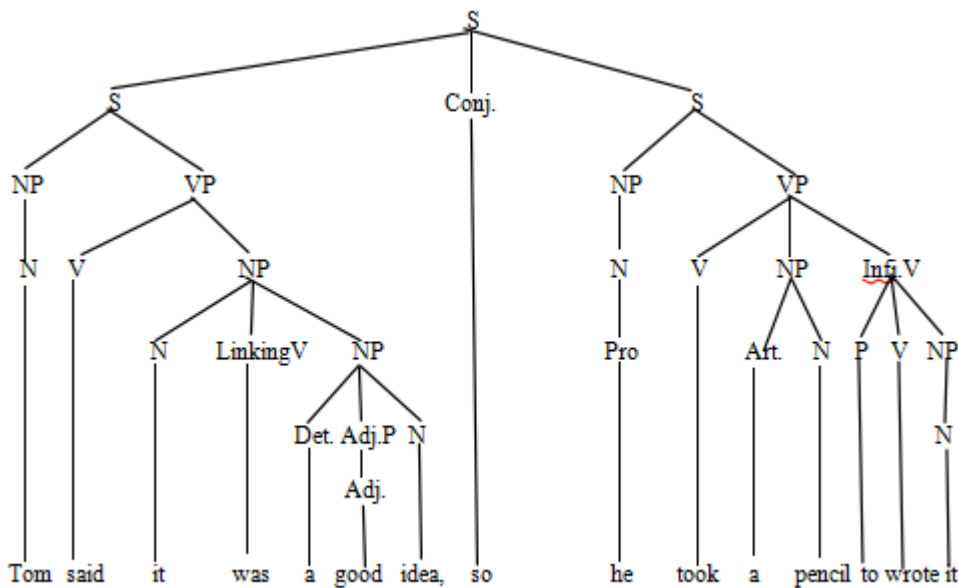 S
S Conj. S
NP VP NP VP
N V NP N V NP Infi.V
N LinkingV NP Pro Art. N P V NP
Det. Adj.P N N
Adj.
Tom said it was a good idea, so he took a pencil to wrote it